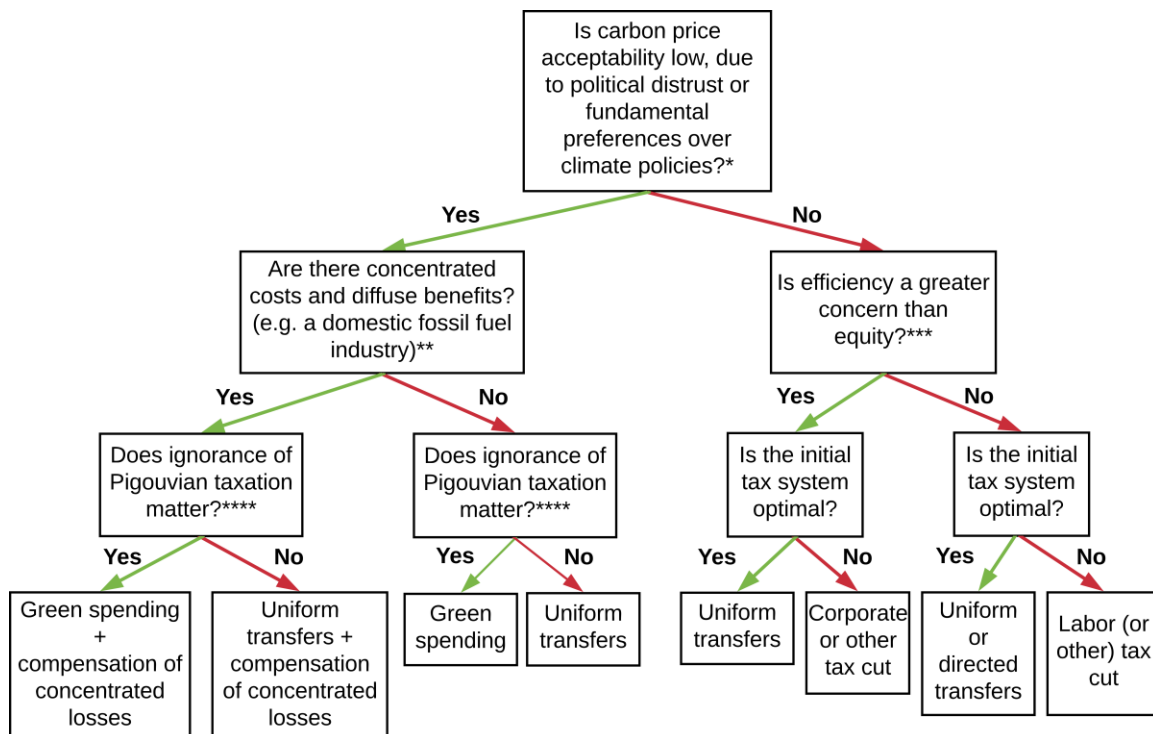 Is carbon price
acceptability low, due
to political distrust or
fundamental
preferences over
climate policies?*
Yes
No
Are there concentrated
costs and diffuse benefits?
(e.g. a domestic fossil fuel
industry)**
Is efficiency a greater
concern than
equity?***
Yes
No
Yes
No
Does ignorance of
Pigouvian taxation
matter?****
Does ignorance of
Pigouvian taxation
matter?****
Is the initial
tax system
optimal?
Is the initial
tax system
optimal?
Yes
No
Yes
No
Yes
No
Yes
No
Green spending
+
compensation of
concentrated
losses
Uniform
transfers +
compensation
of concentrated
losses
Green
spending
Uniform
transfers
Uniform
transfers
Corporate
or other
tax cut
Uniform
or
directed
transfers
Labor (or
other) tax
cut